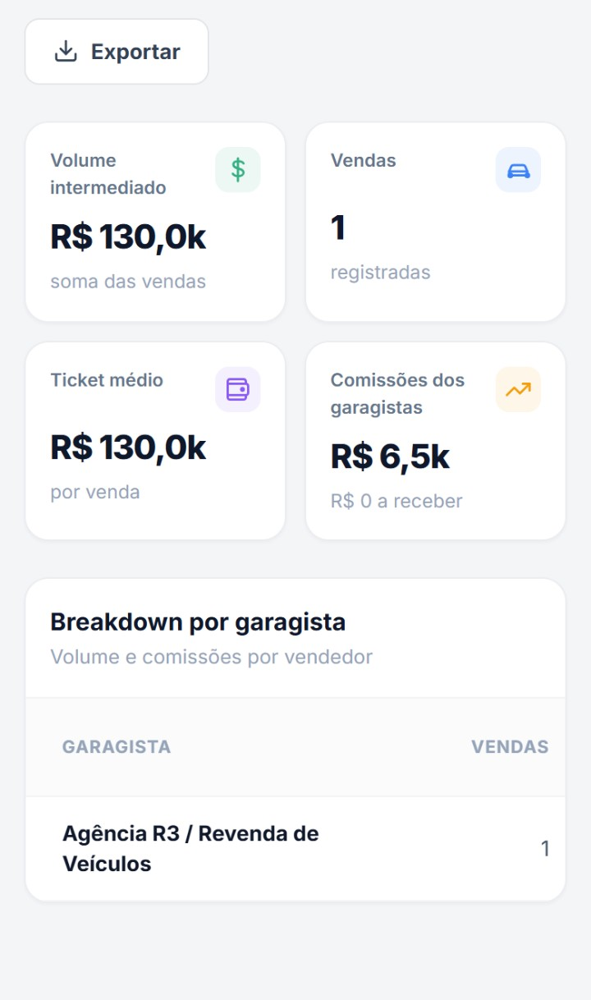 Exportar
Volume
intermediado
R$ 130,0k
soma das vendas
Vendas
1
registradas
Ticket médio
R$ 130,0k
por venda
Comissões dos
garagistas
R$ 6,5k
R$ 0 a receber
Breakdown por garagista
Volume e comissões por vendedor
GARAGISTA VENDAS
Agência R3 / Revenda de
Veículos
1